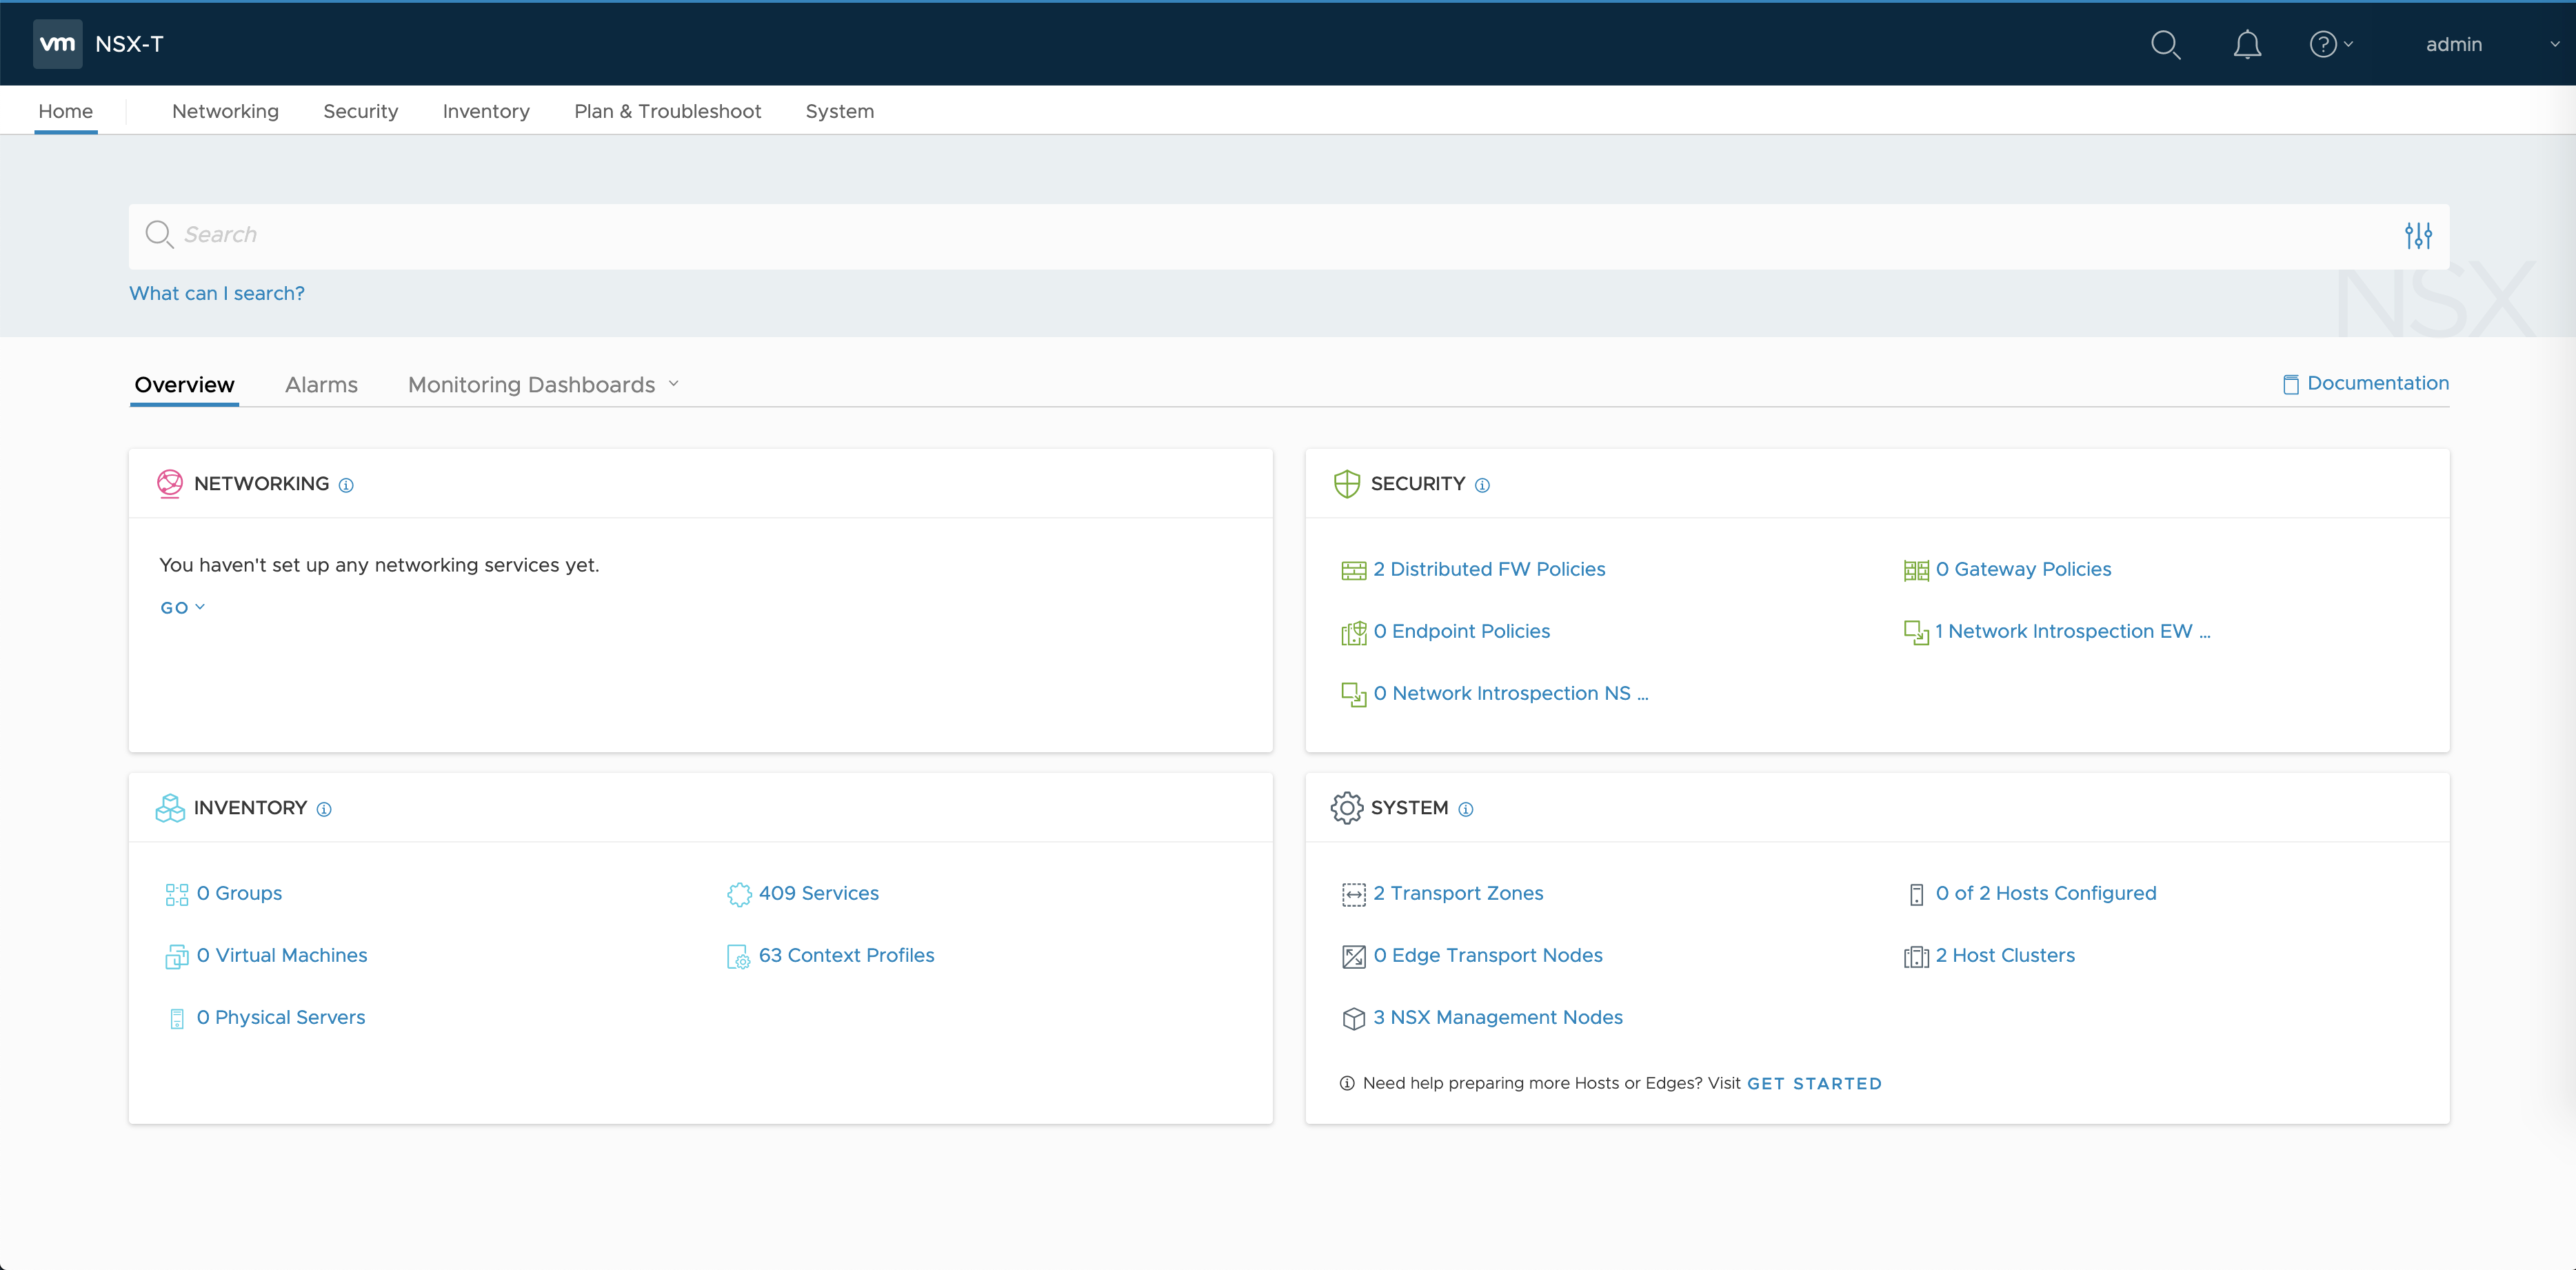 vm NSX-T admin
Home Networking Security Inventory Plan & Troubleshoot System
Search
What can I search?
NSX
Overview Alarms Monitoring Dashboards Documentation
NETWORKING
You haven't set up any networking services yet.
GO
SECURITY
2 Distributed FW Policies 0 Gateway Policies
0 Endpoint Policies 1 Network Introspection EW ...
0 Network Introspection NS ...
INVENTORY
0 Groups 409 Services
0 Virtual Machines 63 Context Profiles
0 Physical Servers
SYSTEM
2 Transport Zones 0 of 2 Hosts Configured
0 Edge Transport Nodes 2 Host Clusters
3 NSX Management Nodes
Need help preparing more Hosts or Edges? Visit GET STARTED